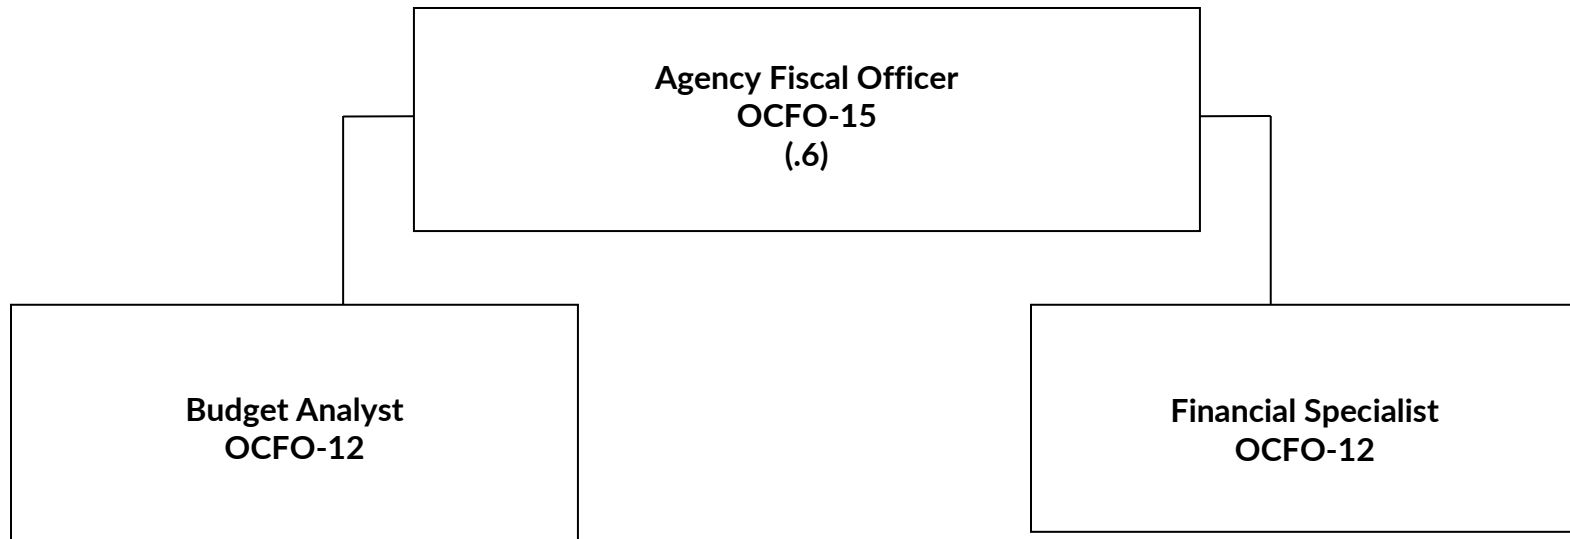 Agency Fiscal Officer
OCFO-15
(.6)
Budget Analyst
OCFO-12
Financial Specialist
OCFO-12